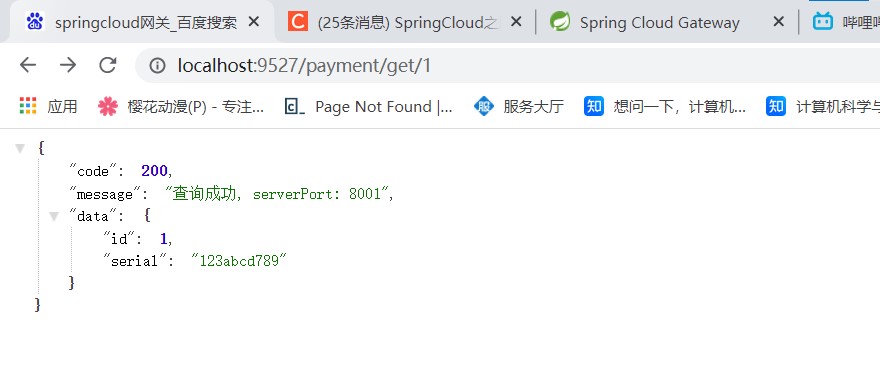 springcloud网关_百度搜索
(25条消息) SpringCloud之
Spring Cloud Gateway
哔哩哔
localhost:9527/payment/get/1
应用
樱花动漫(P) - 专注...
Page Not Found |...
服务大厅
想问一下，计算机...
计算机科学与
{
"code": 200,
"message": "查询成功, serverPort: 8001",
"data": {
"id": 1,
"serial": "123abcd789"
}
}